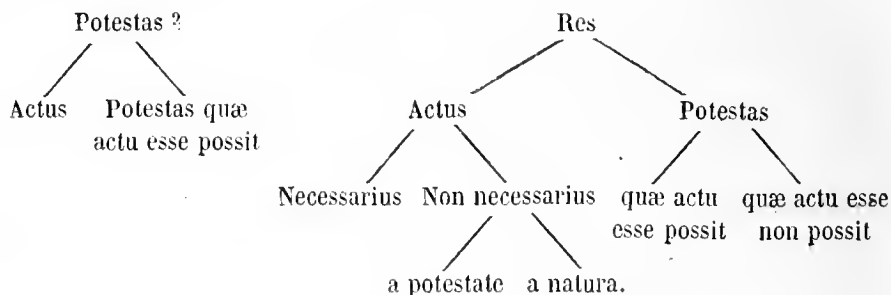 Potestas ?
Actus Potestas quæ
actu esse possit
Res
Actus Potestas
Necessarius Non necessarius quæ actu quæ actu esse
esse possit non possit
a potestate a natura.